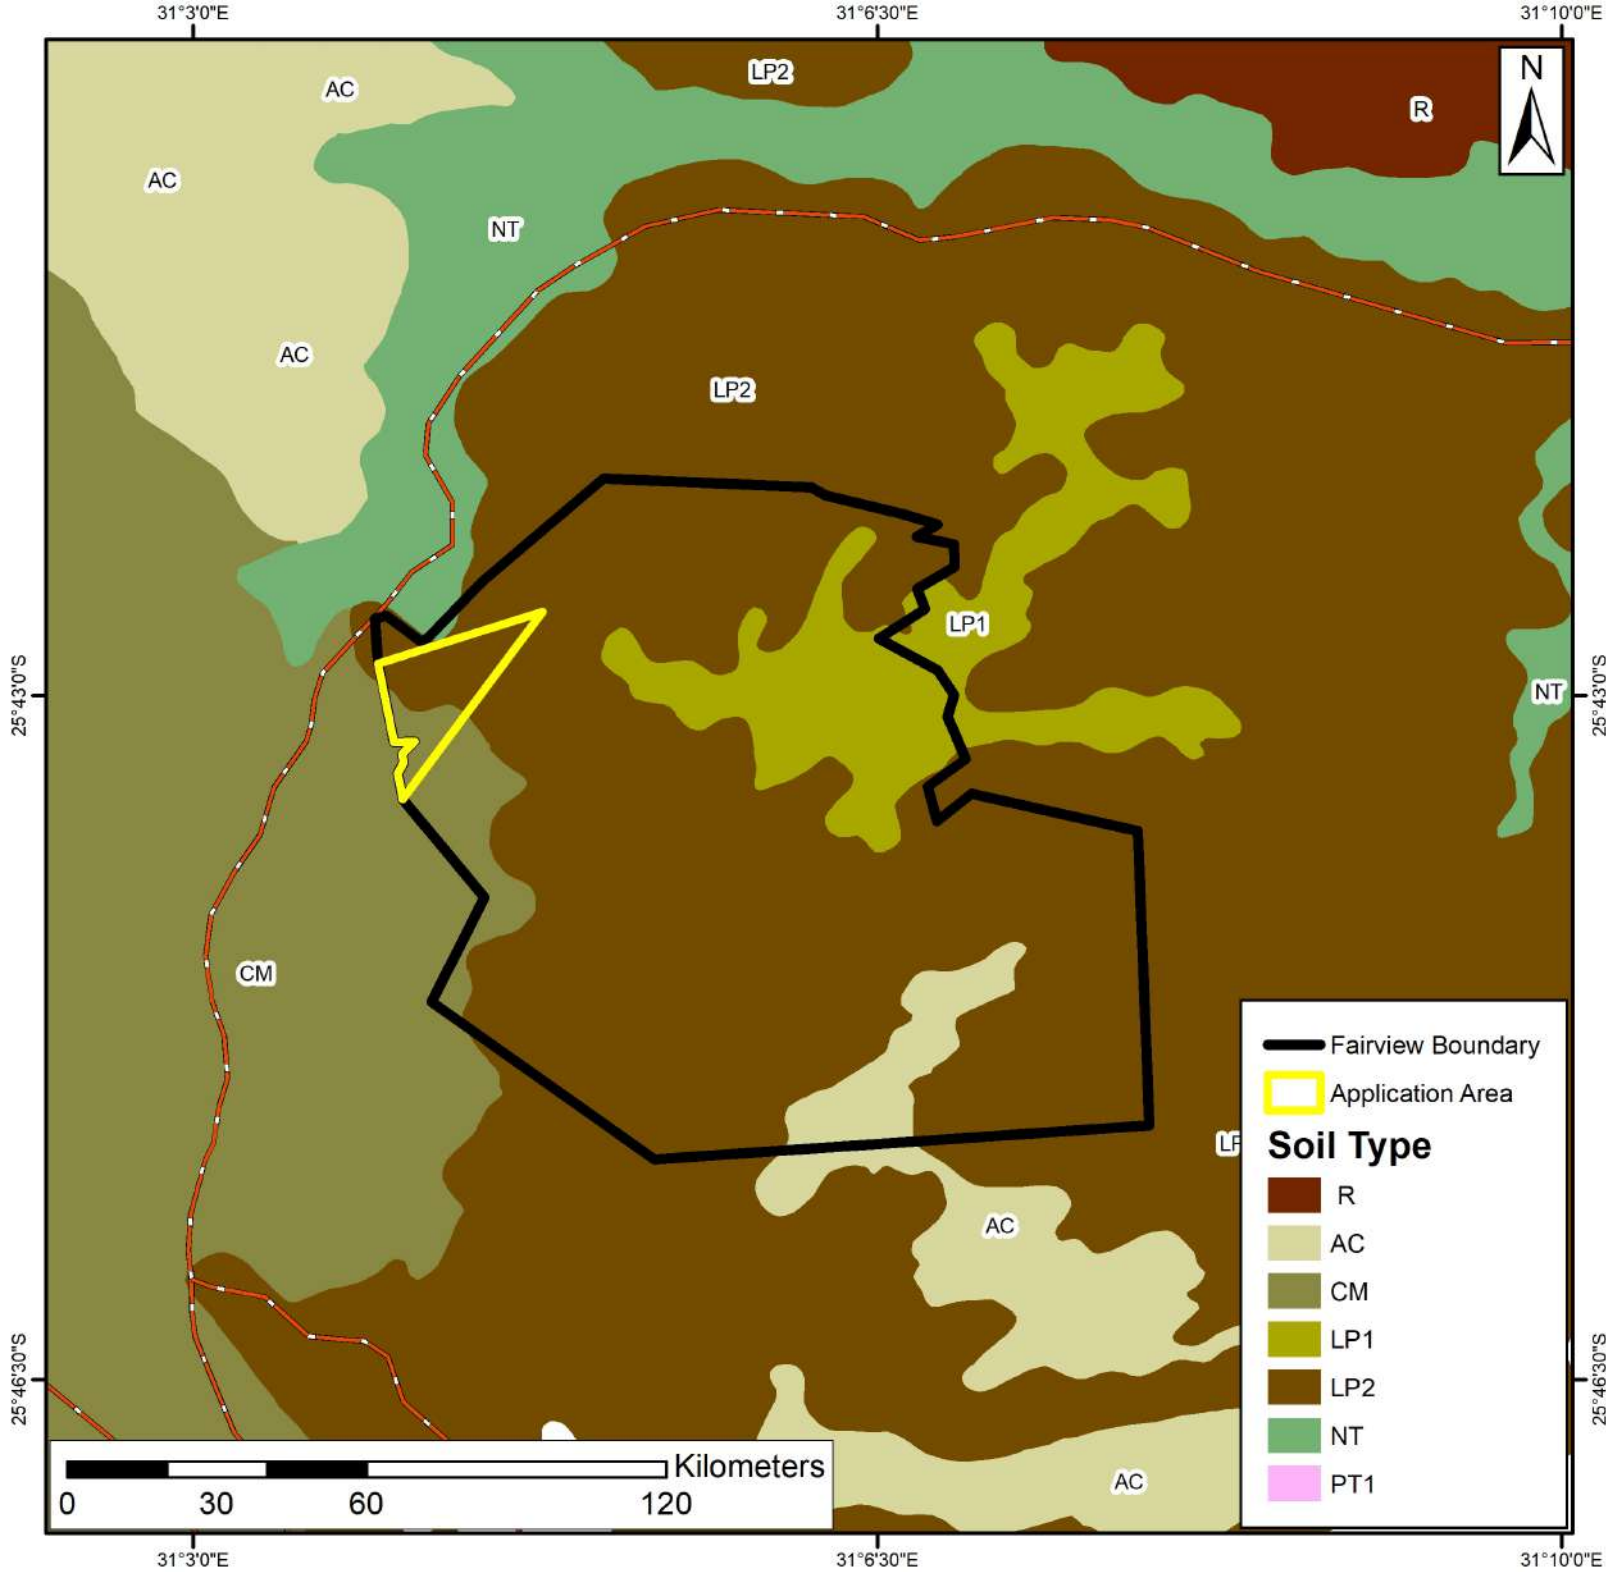 31°3'0"E
31°6'30"E
31°10'0"E
N
LP2
AC
R
AC
NT
AC
LP2
LP1
25°43'0"S
25°43'0"S
NT
CM
Fairview Boundary
Application Area
LP
Soil Type
R
AC
AC
CM
LP1
25°46'30"S
25°46'30"S
LP2
NT
Kilometers
AC
PT1
0
30
60
120
31°3'0"E
31°6'30"E
31°10'0"E